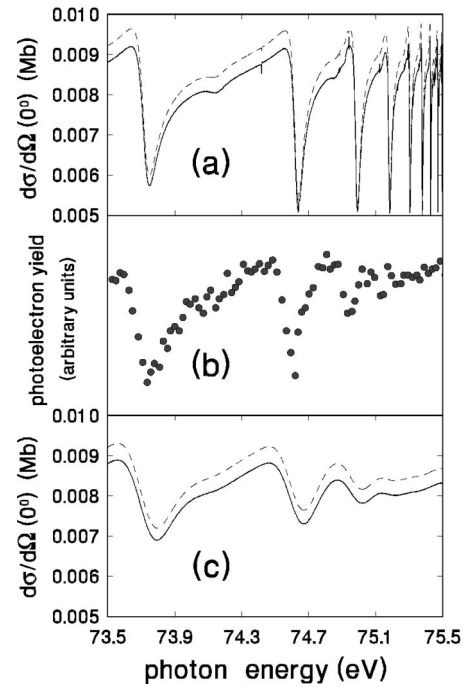 0.010
0.009
0.008
0.007
0.006
0.005
dσ/dΩ (0⁰) (Mb)
(a)
photoelectron yield
(arbitrary units)
(b)
0.010
0.009
0.008
0.007
0.006
0.005
dσ/dΩ (0⁰) (Mb)
(c)
73.5 73.9 74.3 74.7 75.1 75.5
photon energy (eV)